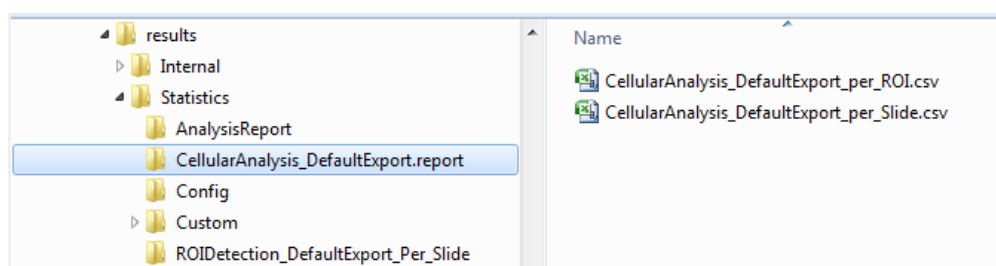 results
Internal
Statistics
AnalysisReport
CellularAnalysis_DefaultExport.report
Config
Custom
ROIDetection_DefaultExport_Per_Slide
Name
CellularAnalysis_DefaultExport_per_ROI.csv
CellularAnalysis_DefaultExport_per_Slide.csv